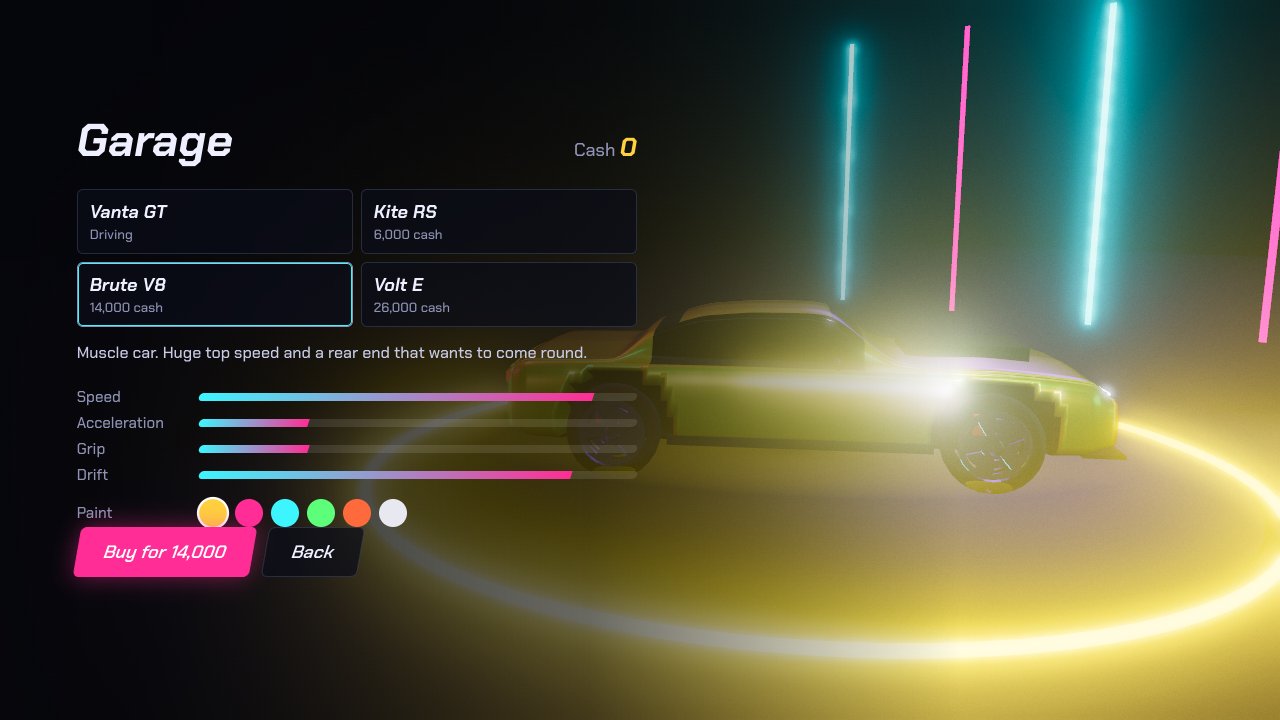 Garage
Cash 0
Vanta GT
Driving
Kite RS
6,000 cash
Brute V8
14,000 cash
Volt E
26,000 cash
Muscle car. Huge top speed and a rear end that wants to come round.
Speed
Acceleration
Grip
Drift
Paint
Buy for 14,000
Back